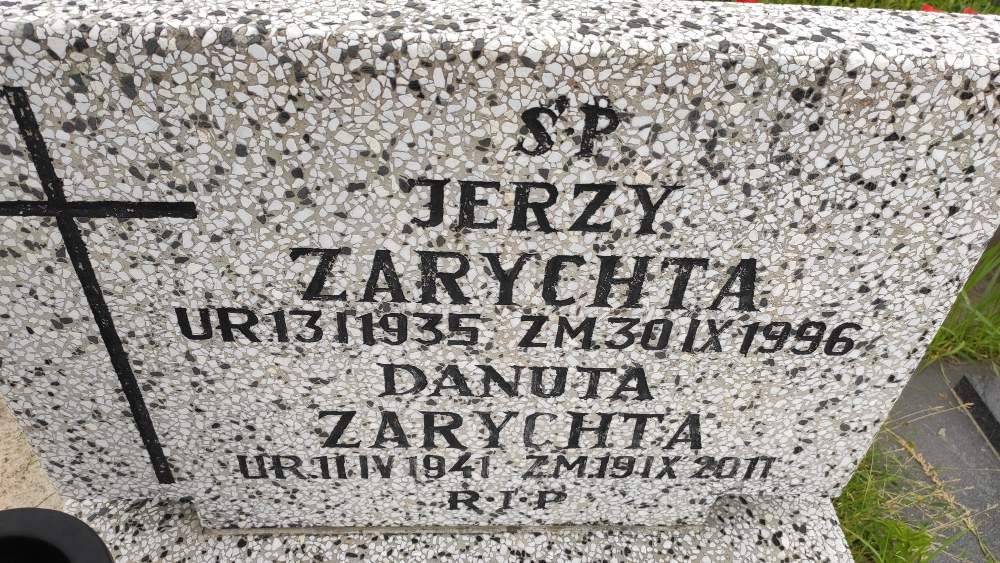 Ś.P.
JERZY
ZARYCHTA
UR.13 I 1935 ZM.30 IX 1996
DANUTA
ZARYCHTA
UR.11.IV 1941 ZM.19 IX 2011
R.I.P